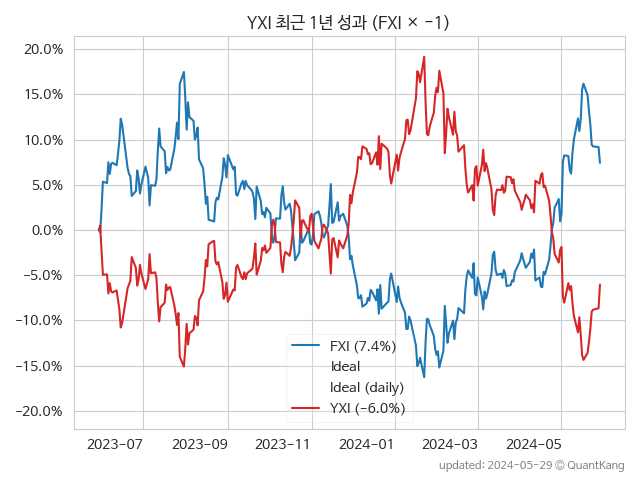 YXI 최근 1년 성과 (FXI × −1)
20.0%
15.0%
10.0%
5.0%
0.0%
−5.0%
−10.0%
−15.0%
−20.0%
FXI (7.4%)
Ideal
Ideal (daily)
YXI (−6.0%)
2023-07 2023-09 2023-11 2024-01 2024-03 2024-05
updated: 2024-05-29 © QuantKang